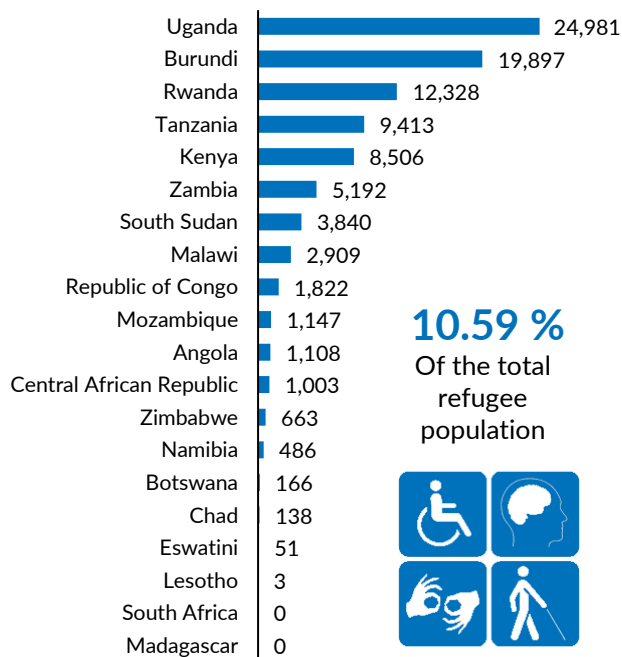 Uganda 24,981
Burundi 19,897
Rwanda 12,328
Tanzania 9,413
Kenya 8,506
Zambia 5,192
South Sudan 3,840
Malawi 2,909
Republic of Congo 1,822
Mozambique 1,147
Angola 1,108
Central African Republic 1,003
Zimbabwe 663
Namibia 486
Botswana 166
Chad 138
Eswatini 51
Lesotho 3
South Africa 0
Madagascar 0
10.59 %
Of the total
refugee
population